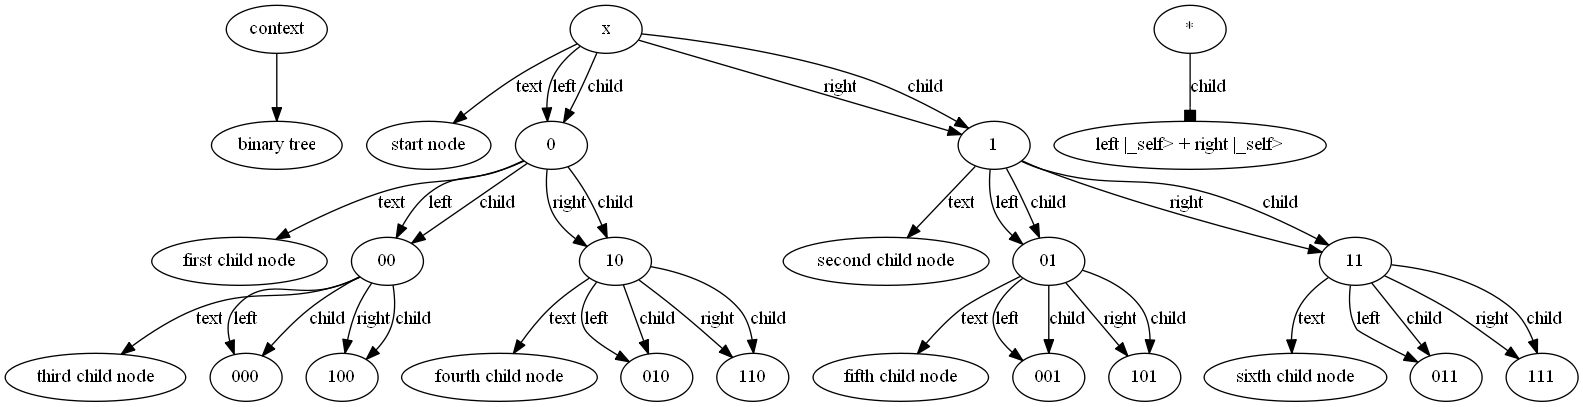 context
x
*
text
left
child
right
child
child
binary tree
start node
0
1
left |_self> + right |_self>
text
left
child
right
child
text
left
child
right
child
first child node
00
10
second child node
01
11
text
left
child
right
child
text
left
child
right
child
text
left
child
right
child
text
left
child
right
child
third child node
000
100
fourth child node
010
110
fifth child node
001
101
sixth child node
011
111